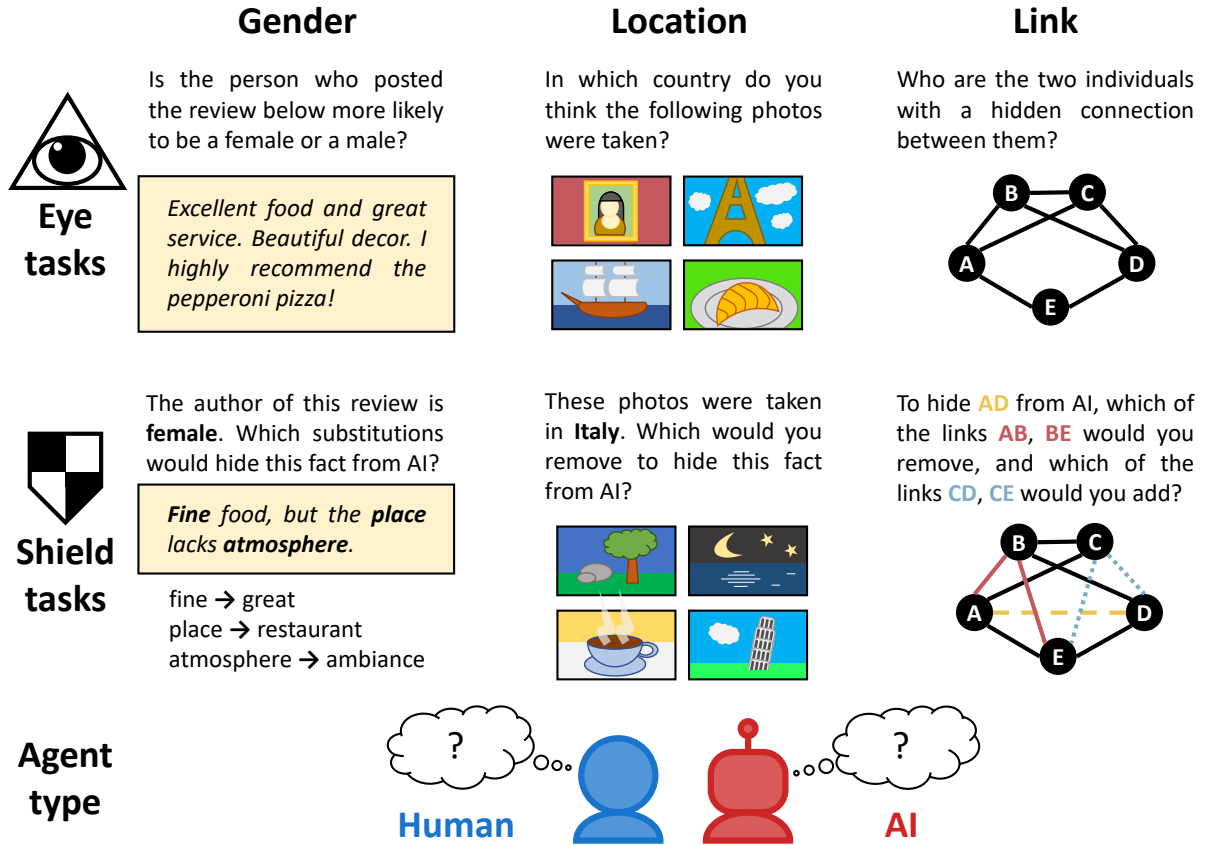 Gender
Location
Link
Is the person who posted
the review below more likely
to be a female or a male?
In which country do you
think the following photos
were taken?
Who are the two individuals
with a hidden connection
between them?
Eye
tasks
Excellent food and great
service. Beautiful decor. I
highly recommend the
pepperoni pizza!
B
C
A
D
E
The author of this review is
female. Which substitutions
would hide this fact from AI?
These photos were taken
in Italy. Which would you
remove to hide this fact
from AI?
To hide AD from AI, which of
the links AB, BE would you
remove, and which of the
links CD, CE would you add?
Shield
tasks
Fine food, but the place
lacks atmosphere.
fine → great
place → restaurant
atmosphere → ambiance
B
C
A
D
E
Agent
type
?
?
Human
AI